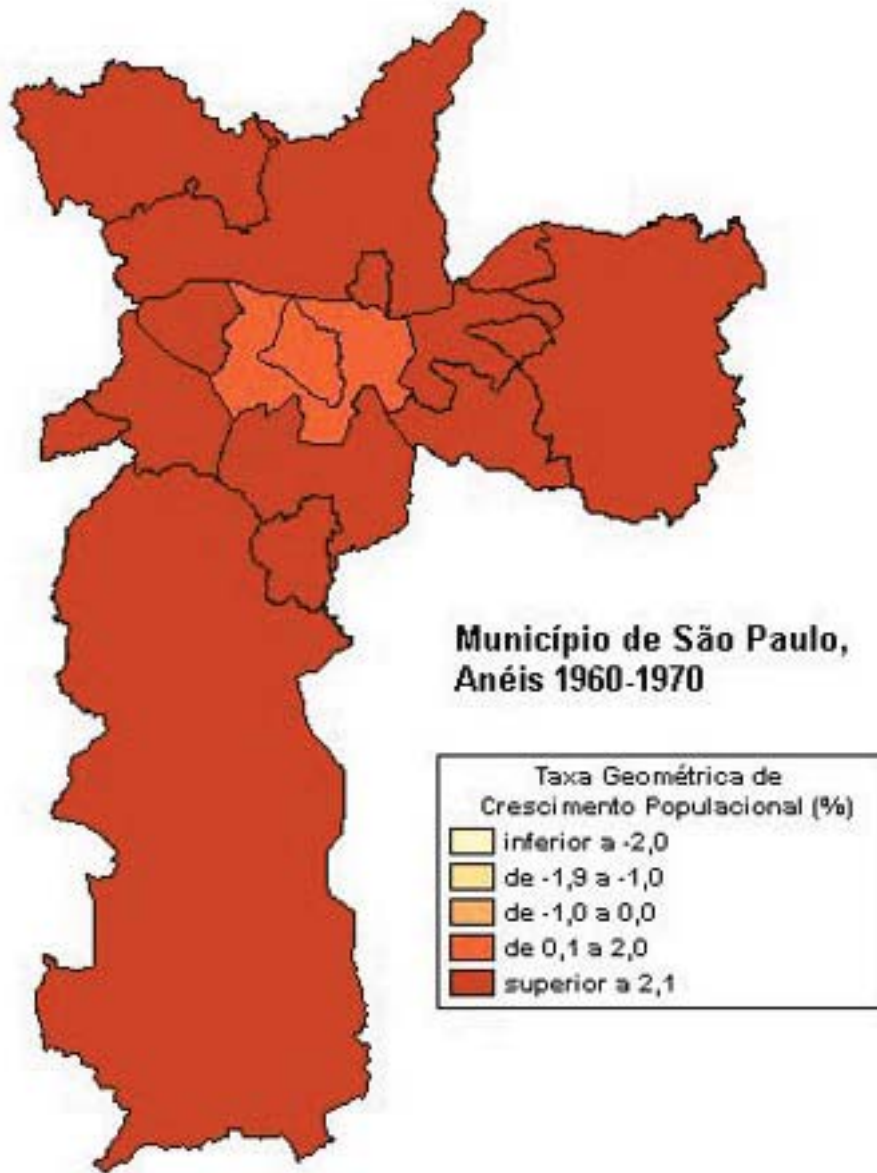 Município de São Paulo,
Anéis 1960-1970
Taxa Geométrica de
Crescimento Populacional (%)
inferior a -2,0
de -1,9 a -1,0
de -1,0 a 0,0
de 0,1 a 2,0
superior a 2,1